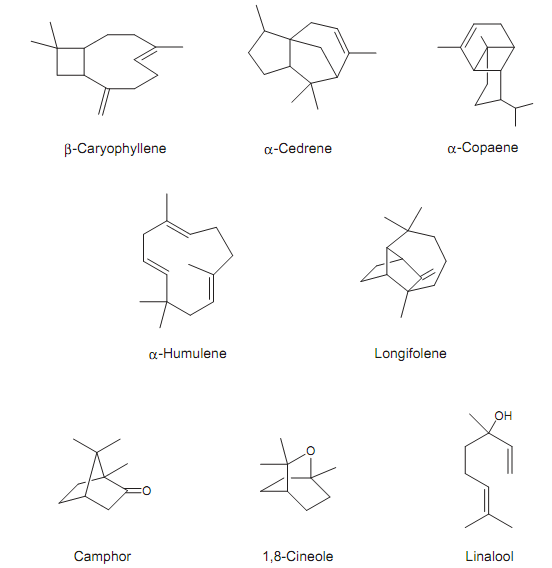 β-Caryophyllene
α-Cedrene
α-Copaene
α-Humulene
Longifolene
OH
O
O
Camphor
1,8-Cineole
Linalool